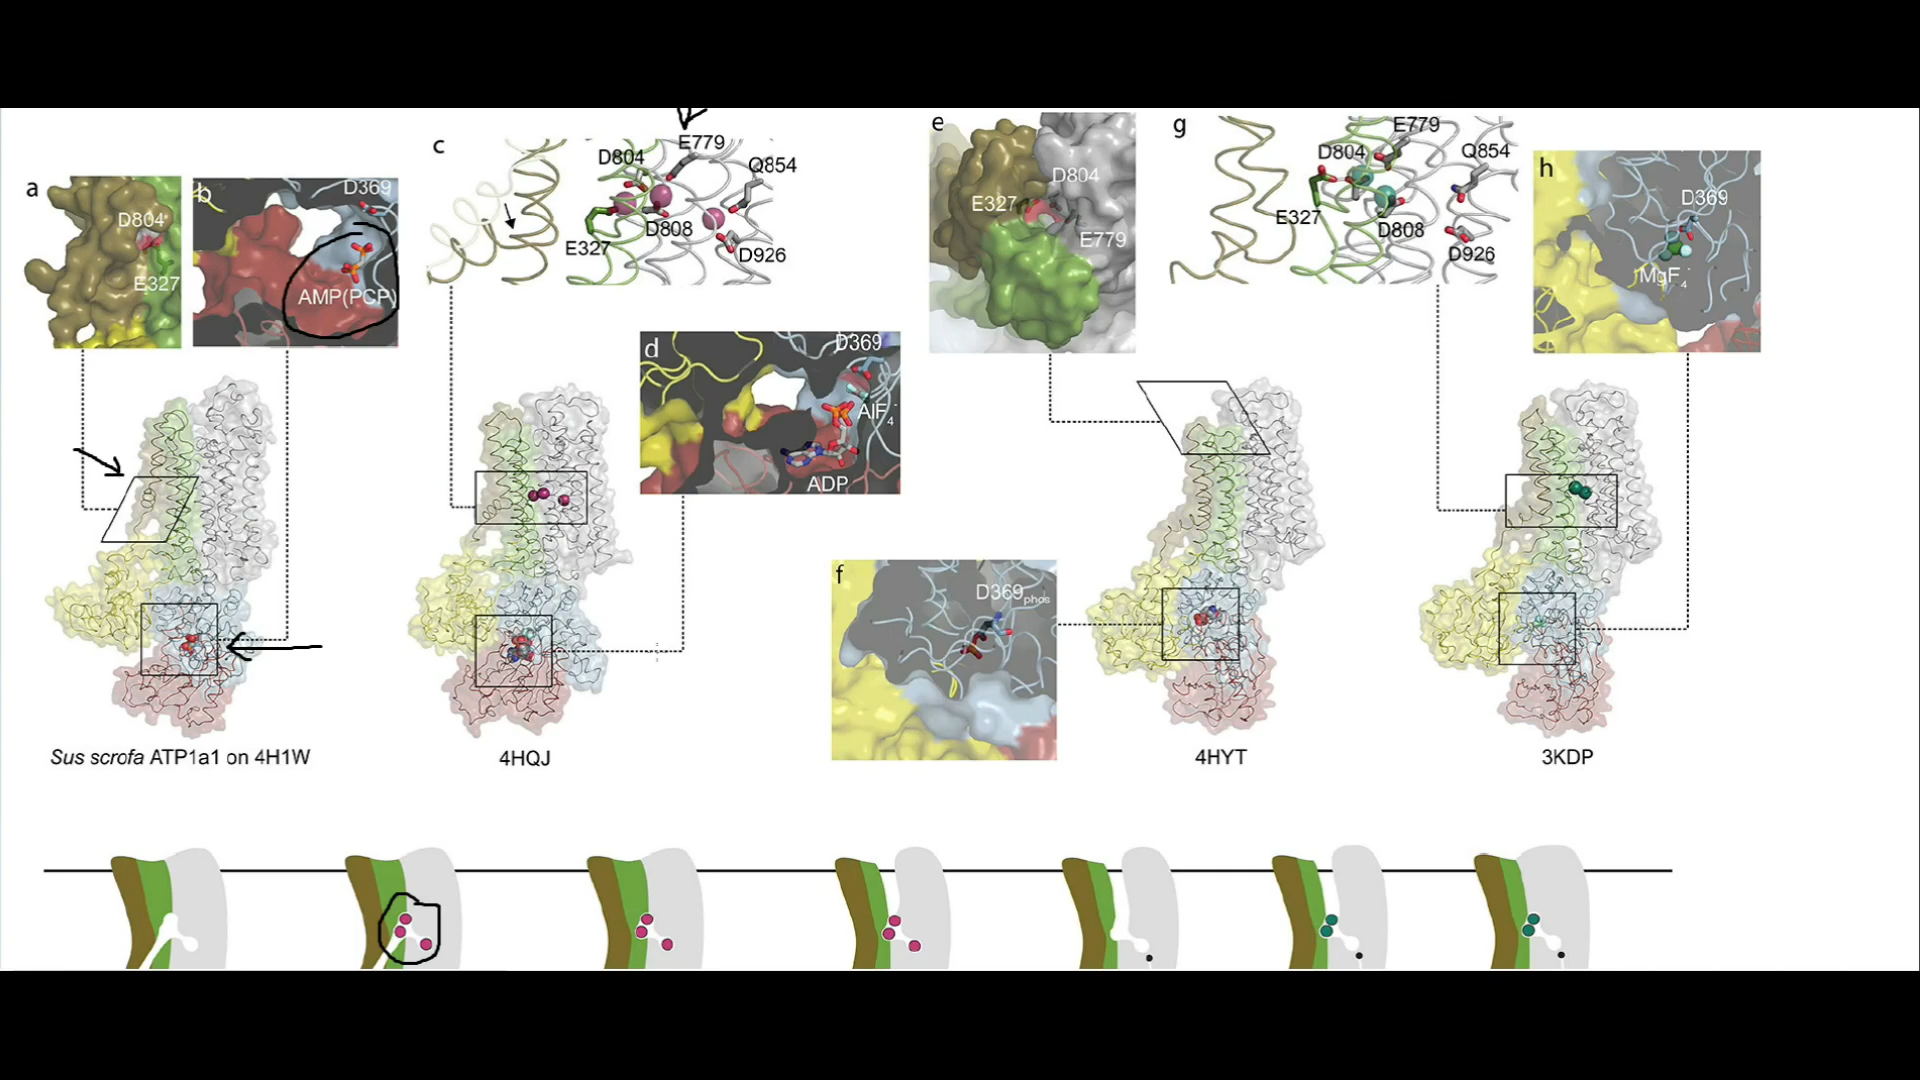 a
D804
E327
b
D369
AMP(PCP)
c
D804
E779
Q854
E327
D808
D926
d
D369
AlF4-
ADP
e
D804
E327
E779
f
D369phos
g
E779
D804
Q854
E327
D808
D926
h
D369
MgF4-
Sus scrofa ATP1a1 on 4H1W
4HQJ
4HYT
3KDP